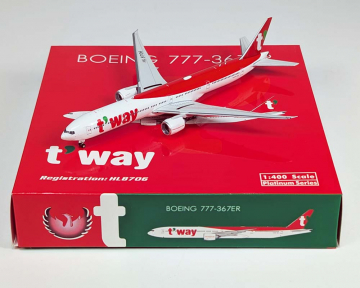 BOEING 777-367ER
t
t'way
t'way
Registration: HL8706
1:400 Scale
Platinum Series
t
BOEING 777-367ER
t'way